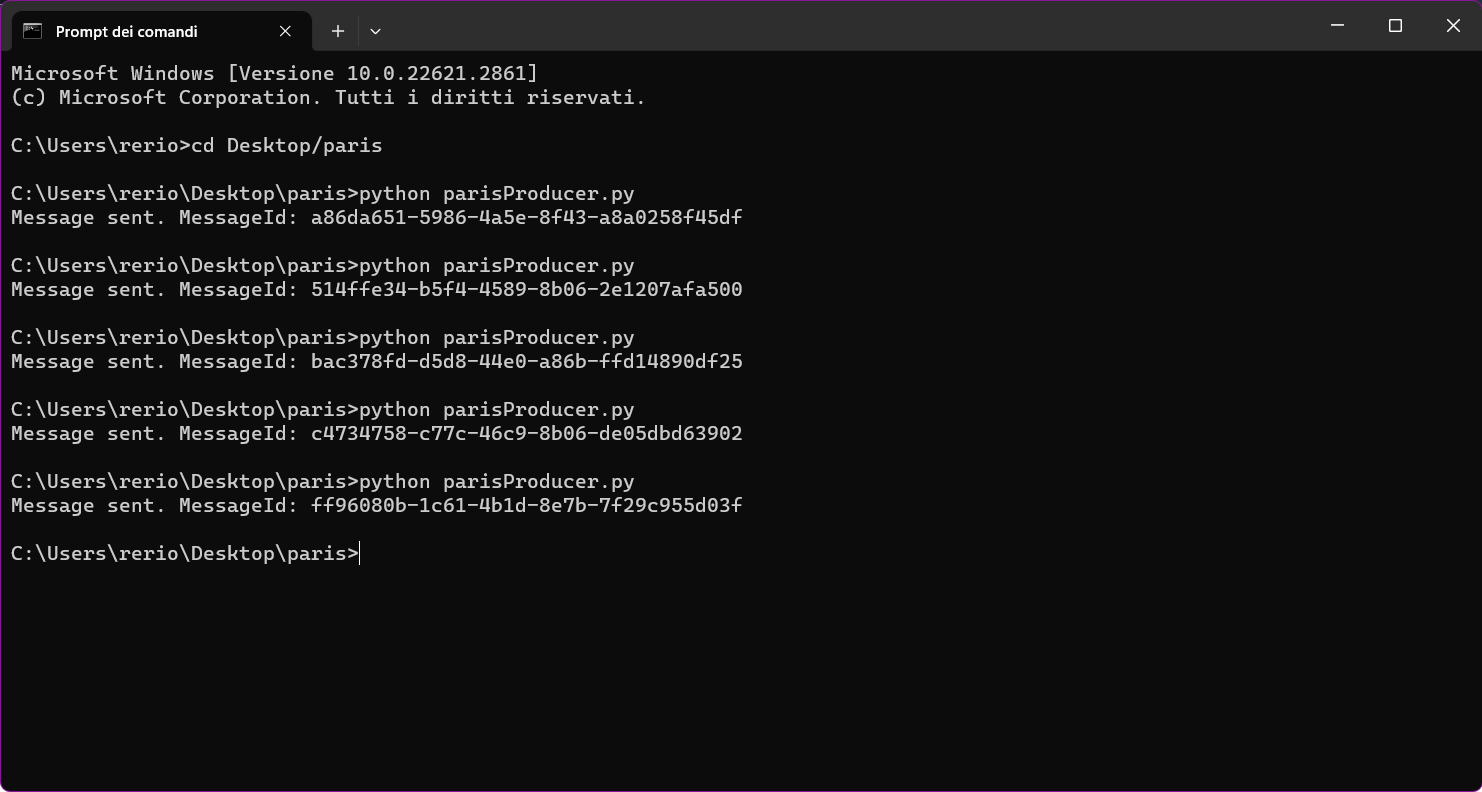 Prompt dei comandi
Microsoft Windows [Versione 10.0.22621.2861]
(c) Microsoft Corporation. Tutti i diritti riservati.
C:\Users\rerio>cd Desktop/paris
C:\Users\rerio\Desktop\paris>python parisProducer.py
Message sent. MessageId: a86da651-5986-4a5e-8f43-a8a0258f45df
C:\Users\rerio\Desktop\paris>python parisProducer.py
Message sent. MessageId: 514ffe34-b5f4-4589-8b06-2e1207afa500
C:\Users\rerio\Desktop\paris>python parisProducer.py
Message sent. MessageId: bac378fd-d5d8-44e0-a86b-ffd14890df25
C:\Users\rerio\Desktop\paris>python parisProducer.py
Message sent. MessageId: c4734758-c77c-46c9-8b06-de05dbd63902
C:\Users\rerio\Desktop\paris>python parisProducer.py
Message sent. MessageId: ff96080b-1c61-4b1d-8e7b-7f29c955d03f
C:\Users\rerio\Desktop\paris>